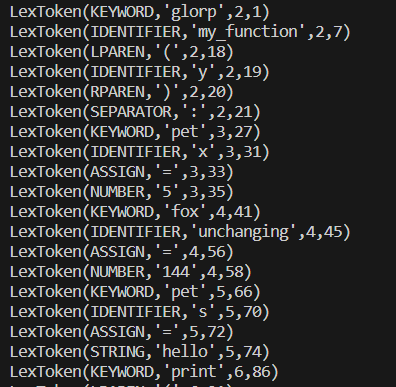 LexToken(KEYWORD,'glorp',2,1)
LexToken(IDENTIFIER,'my_function',2,7)
LexToken(LPAREN,'(',2,18)
LexToken(IDENTIFIER,'y',2,19)
LexToken(RPAREN,')',2,20)
LexToken(SEPARATOR,':',2,21)
LexToken(KEYWORD,'pet',3,27)
LexToken(IDENTIFIER,'x',3,31)
LexToken(ASSIGN,'=',3,33)
LexToken(NUMBER,'5',3,35)
LexToken(KEYWORD,'fox',4,41)
LexToken(IDENTIFIER,'unchanging',4,45)
LexToken(ASSIGN,'=',4,56)
LexToken(NUMBER,'144',4,58)
LexToken(KEYWORD,'pet',5,66)
LexToken(IDENTIFIER,'s',5,70)
LexToken(ASSIGN,'=',5,72)
LexToken(STRING,'hello',5,74)
LexToken(KEYWORD,'print',6,86)